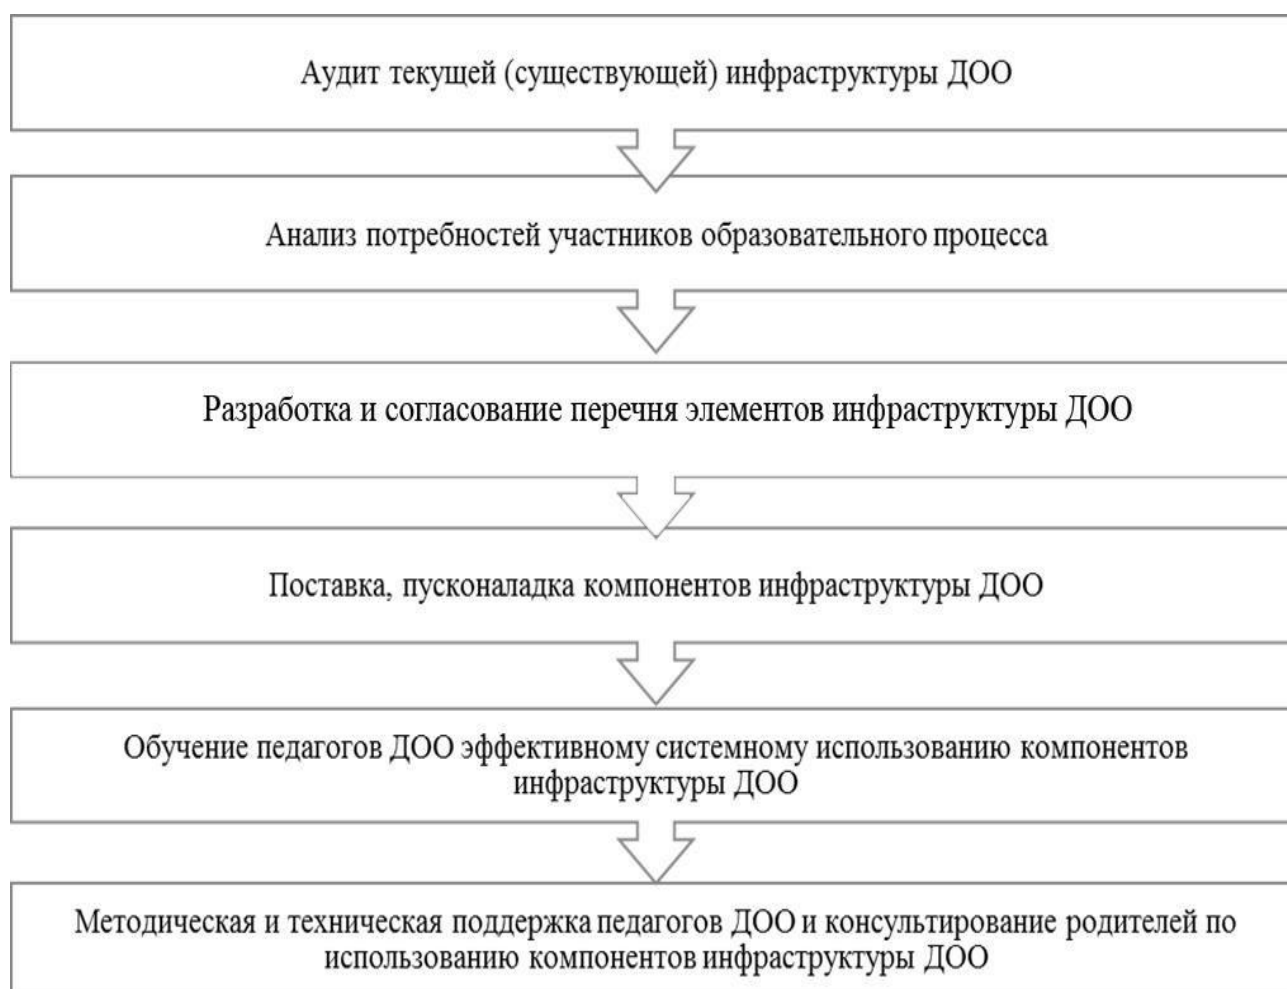 Аудит текущей (существующей) инфраструктуры ДОО
Анализ потребностей участников образовательного процесса
Разработка и согласование перечня элементов инфраструктуры ДОО
Поставка, пусконаладка компонентов инфраструктуры ДОО
Обучение педагогов ДОО эффективному системному использованию компонентов
инфраструктуры ДОО
Методическая и техническая поддержка педагогов ДОО и консультирование родителей по
использованию компонентов инфраструктуры ДОО